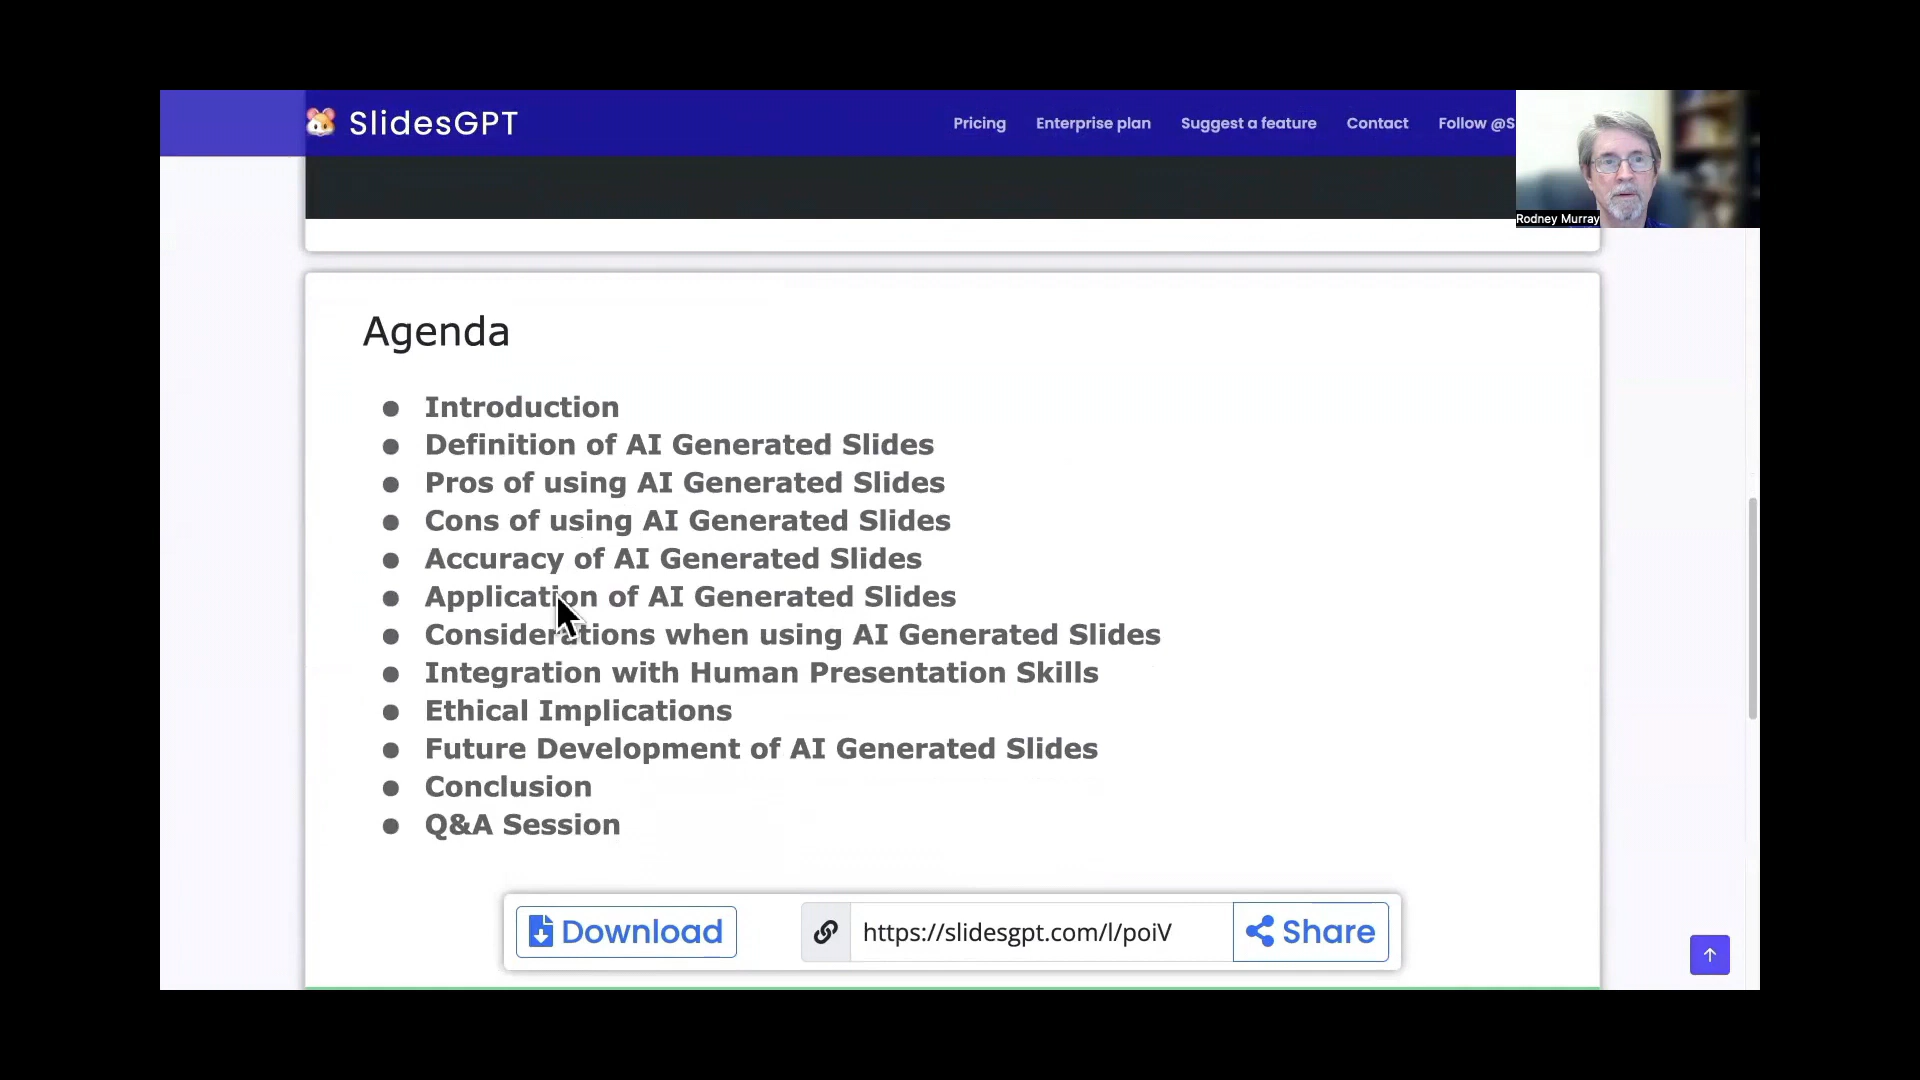 SlidesGPT
Pricing Enterprise plan Suggest a feature Contact Follow @S
Rodney Murray
Agenda
Introduction
Definition of AI Generated Slides
Pros of using AI Generated Slides
Cons of using AI Generated Slides
Accuracy of AI Generated Slides
Application of AI Generated Slides
Considerations when using AI Generated Slides
Integration with Human Presentation Skills
Ethical Implications
Future Development of AI Generated Slides
Conclusion
Q&A Session
Download https://slidesgpt.com/l/poiV Share